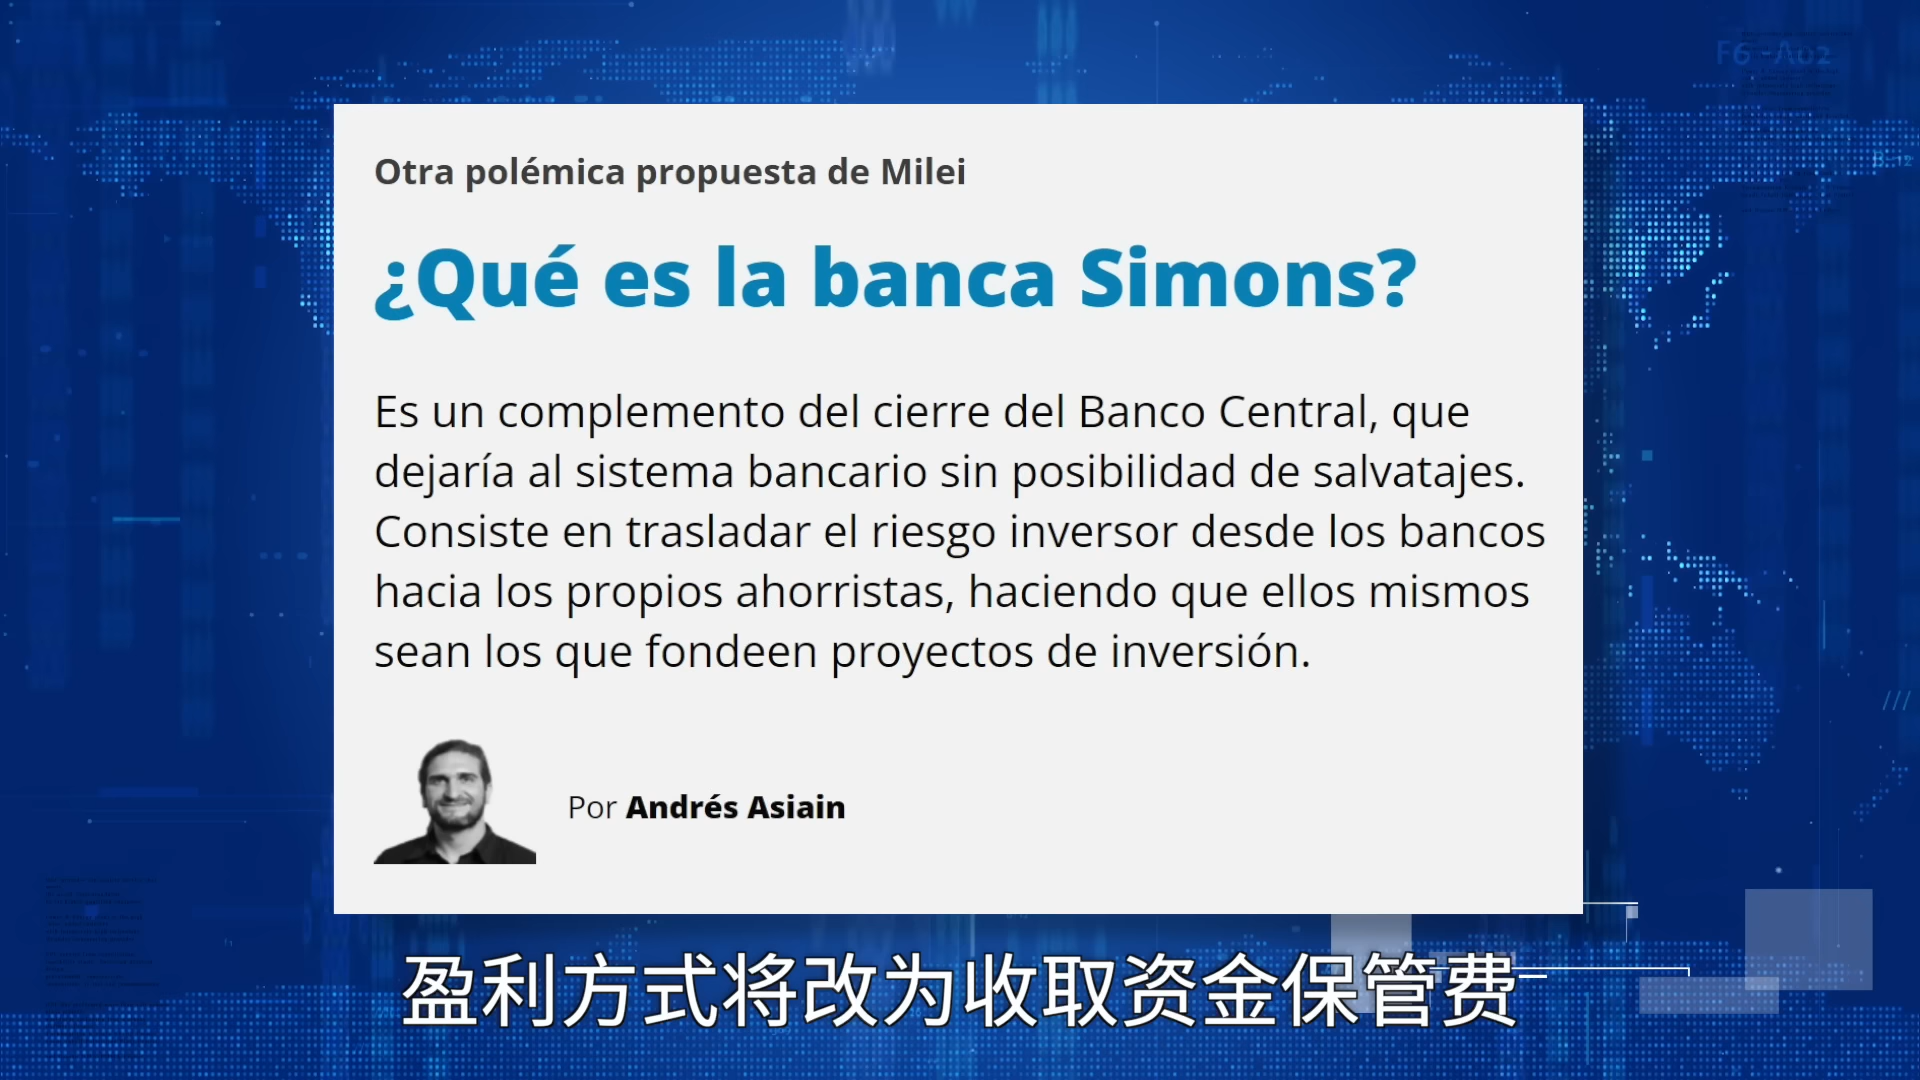 F6 -A02
B-12
Otra polémica propuesta de Milei
¿Qué es la banca Simons?
Es un complemento del cierre del Banco Central, que
dejaría al sistema bancario sin posibilidad de salvatajes.
Consiste en trasladar el riesgo inversor desde los bancos
hacia los propios ahorristas, haciendo que ellos mismos
sean los que fondeen proyectos de inversión.
Por Andrés Asiain
盈利方式将改为收取资金保管费